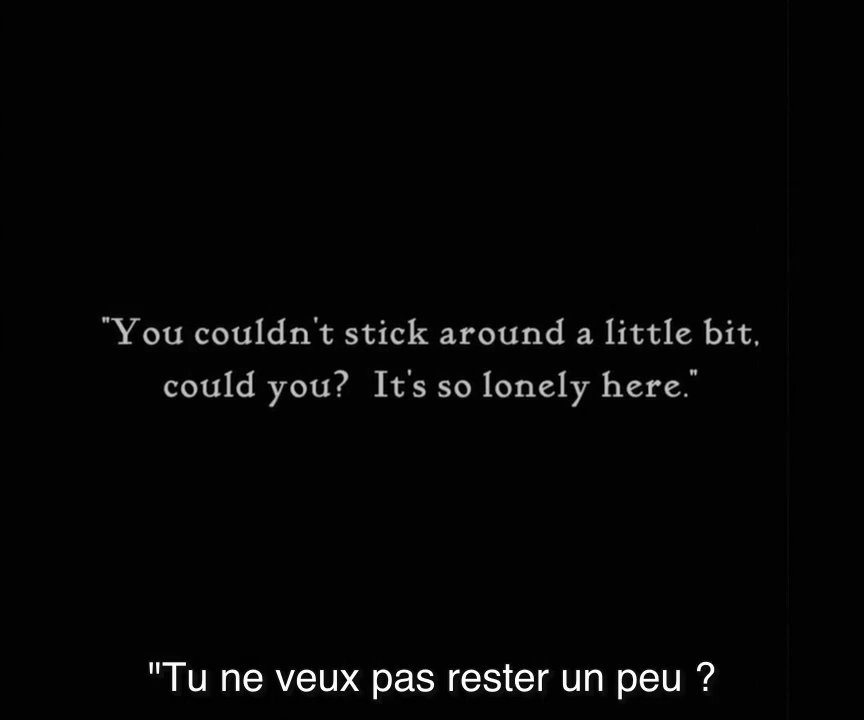 "You couldn't stick around a little bit,
could you? It's so lonely here."
"Tu ne veux pas rester un peu ?